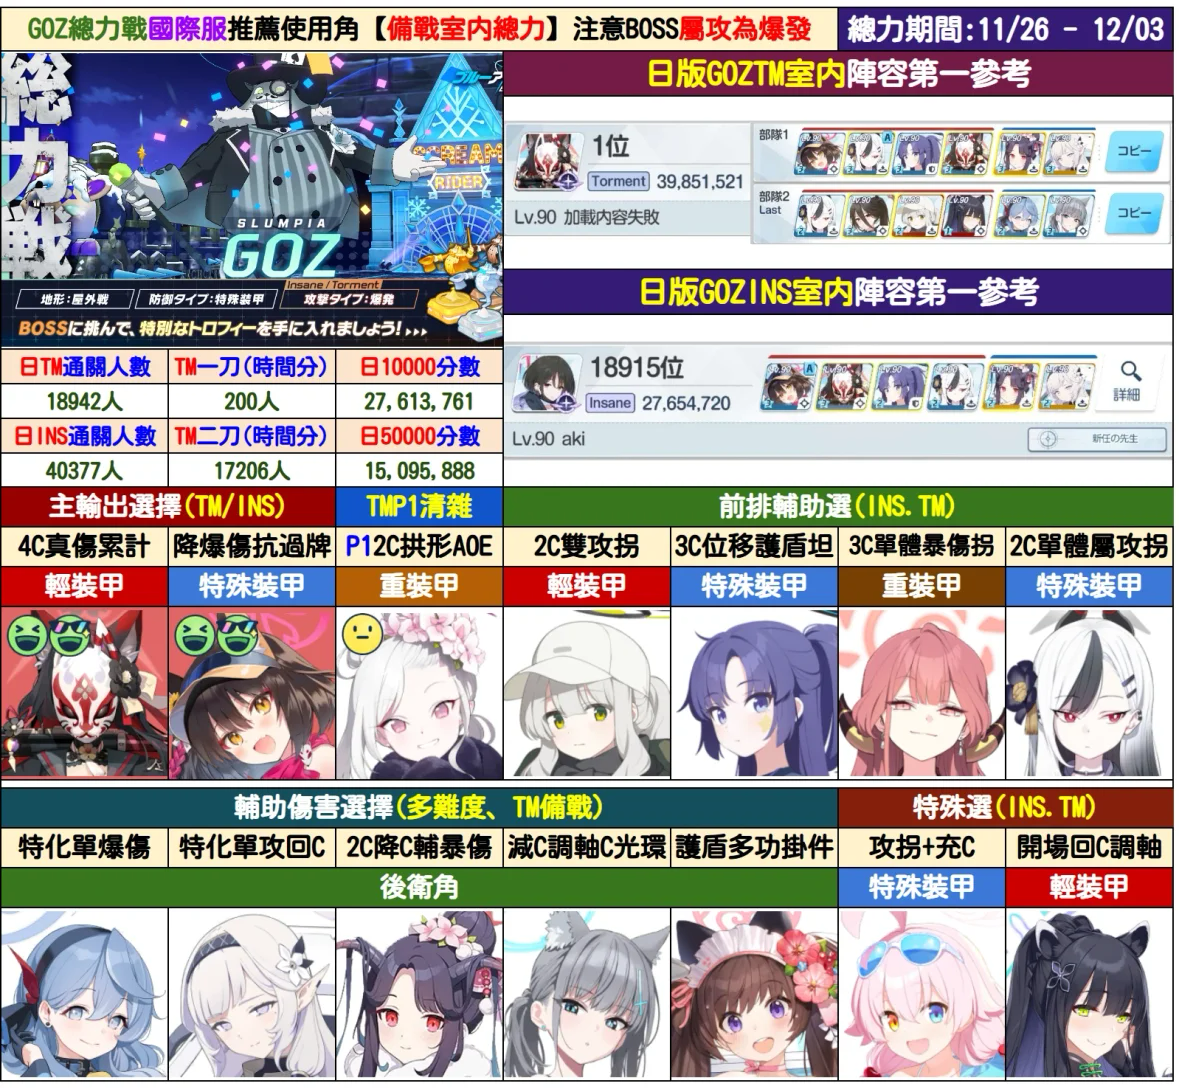 GOZ總力戰國際服推薦使用角【備戰室內總力】注意BOSS屬攻為爆發
總力期間:11/26 - 12/03
総力戦
SCREAM
RIDER
SLUMPIA
GOZ
Insane / Torment
地形:屋外戦
防御タイプ:特殊装甲
攻撃タイプ:爆発
BOSSに挑んで、特別なトロフィーを手に入れましょう!
日版GOZTM室内陣容第一參考
1位
Torment 39,851,521
Lv.90 加載内容失敗
部隊1
コピー
部隊2
Last
コピー
日版GOZINS室内陣容第一參考
18915位
Insane 27,654,720
Lv.90 aki
詳細
新任の先生
日TM通關人數
TM一刀(時間分)
日10000分數
18942人
200人
27,613,761
日INS通關人數
TM二刀(時間分)
日50000分數
40377人
17206人
15,095,888
主輸出選擇(TM/INS)
TMP1清雜
前排輔助選(INS.TM)
4C真傷累計
降爆傷抗過牌
P12C拱形AOE
2C雙攻拐
3C位移護盾坦
3C單體暴傷拐
2C單體屬攻拐
輕裝甲
特殊裝甲
重裝甲
輕裝甲
特殊裝甲
重裝甲
特殊裝甲
輔助傷害選擇(多難度、TM備戰)
特殊選(INS.TM)
特化單爆傷
特化單攻回C
2C降C輔暴傷
減C調軸C光環
護盾多功掛件
攻拐+充C
開場回C調軸
後衛角
特殊裝甲
輕裝甲